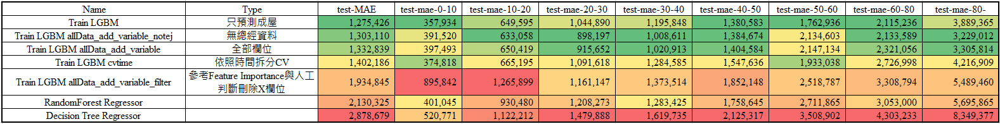 Name Type test-MAE test-mae-0-10 test-mae-10-20 test-mae-20-30 test-mae-30-40 test-mae-40-50 test-mae-50-60 test-mae-60-80 test-mae-80-
Train LGBM 只預測成屋 1,275,426 357,934 649,595 1,044,890 1,195,848 1,380,583 1,762,936 2,115,236 3,889,365
Train LGBM allData_add_variable_notej 無總經資料 1,303,110 391,520 633,058 898,197 1,008,611 1,384,674 2,134,603 2,133,589 3,229,012
Train LGBM allData_add_variable 全部欄位 1,332,839 397,493 650,419 915,652 1,020,913 1,404,584 2,147,134 2,321,056 3,305,814
Train LGBM cvtime 依照時間拆分CV 1,402,186 374,818 665,195 1,091,618 1,284,585 1,547,636 1,933,038 2,726,998 4,216,909
Train LGBM allData_add_variable_filter 參考Feature Importance與人工 1,934,845 895,842 1,265,899 1,161,147 1,373,514 1,852,148 2,518,787 3,308,794 5,489,460
判斷刪除X欄位
RandomForest Regressor 2,130,325 401,045 930,480 1,208,273 1,283,425 1,758,645 2,711,865 3,053,000 5,695,865
Decision Tree Regressor 2,878,679 520,771 1,122,212 1,479,888 1,619,735 2,125,317 3,508,902 4,303,233 8,349,377